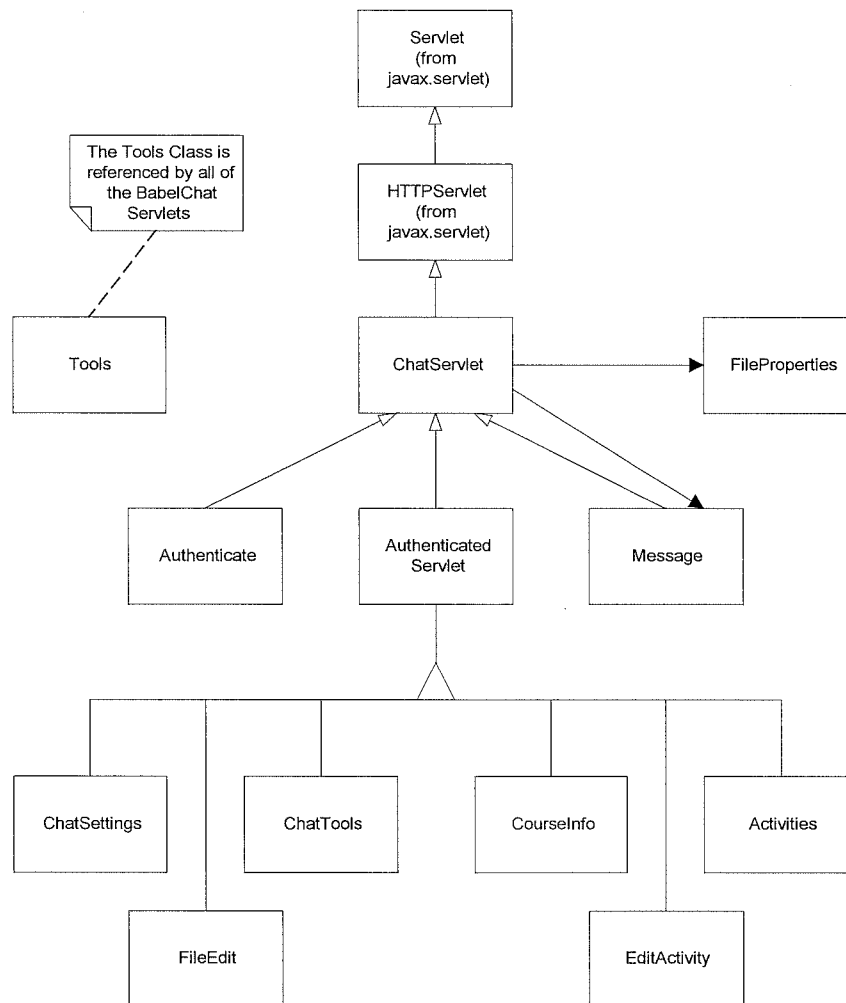 Servlet
(from
javax.servlet)
The Tools Class is
referenced by all of
the BabelChat
Servlets
HTTPServlet
(from
javax.servlet)
Tools
ChatServlet
FileProperties
Authenticate
Authenticated
Servlet
Message
ChatSettings
ChatTools
CourseInfo
Activities
FileEdit
EditActivity